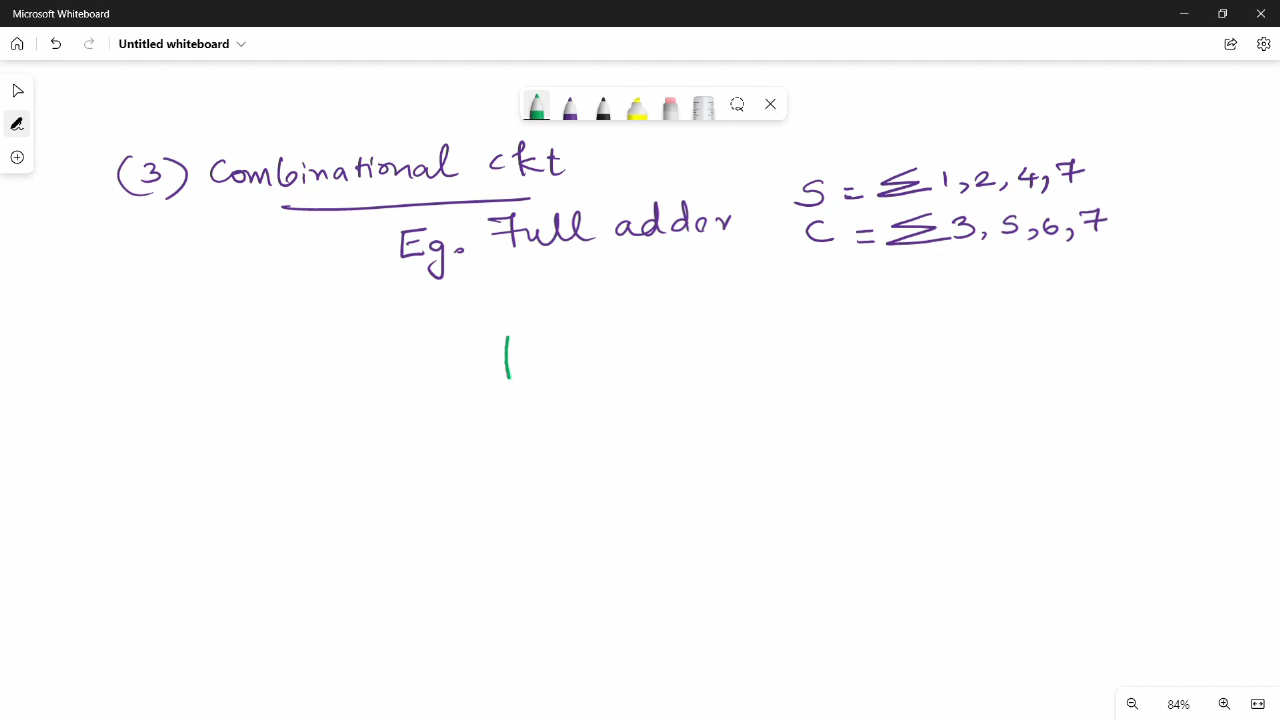 Microsoft Whiteboard
Untitled whiteboard
(3) Combinational ckt
Eg. Full adder
S = Σ 1, 2, 4, 7
C = Σ 3, 5, 6, 7
84%